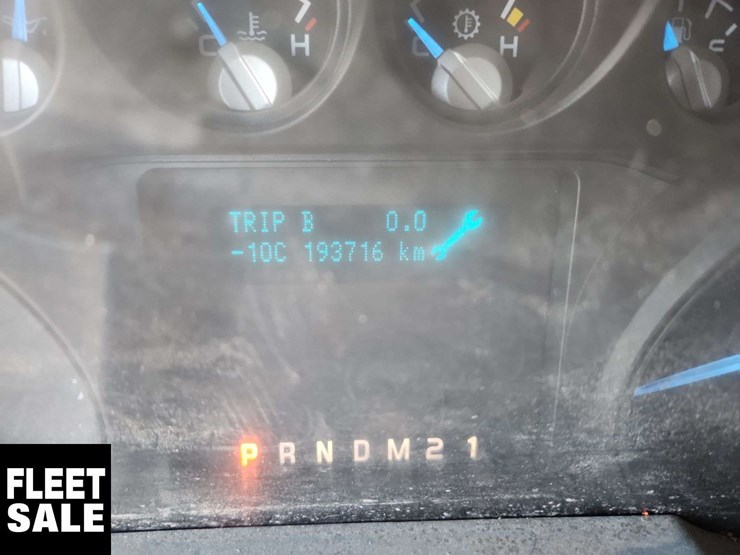 C H
C H
TRIP B 0.0
-10C 193716 km
P R N D M 2 1
FLEET
SALE